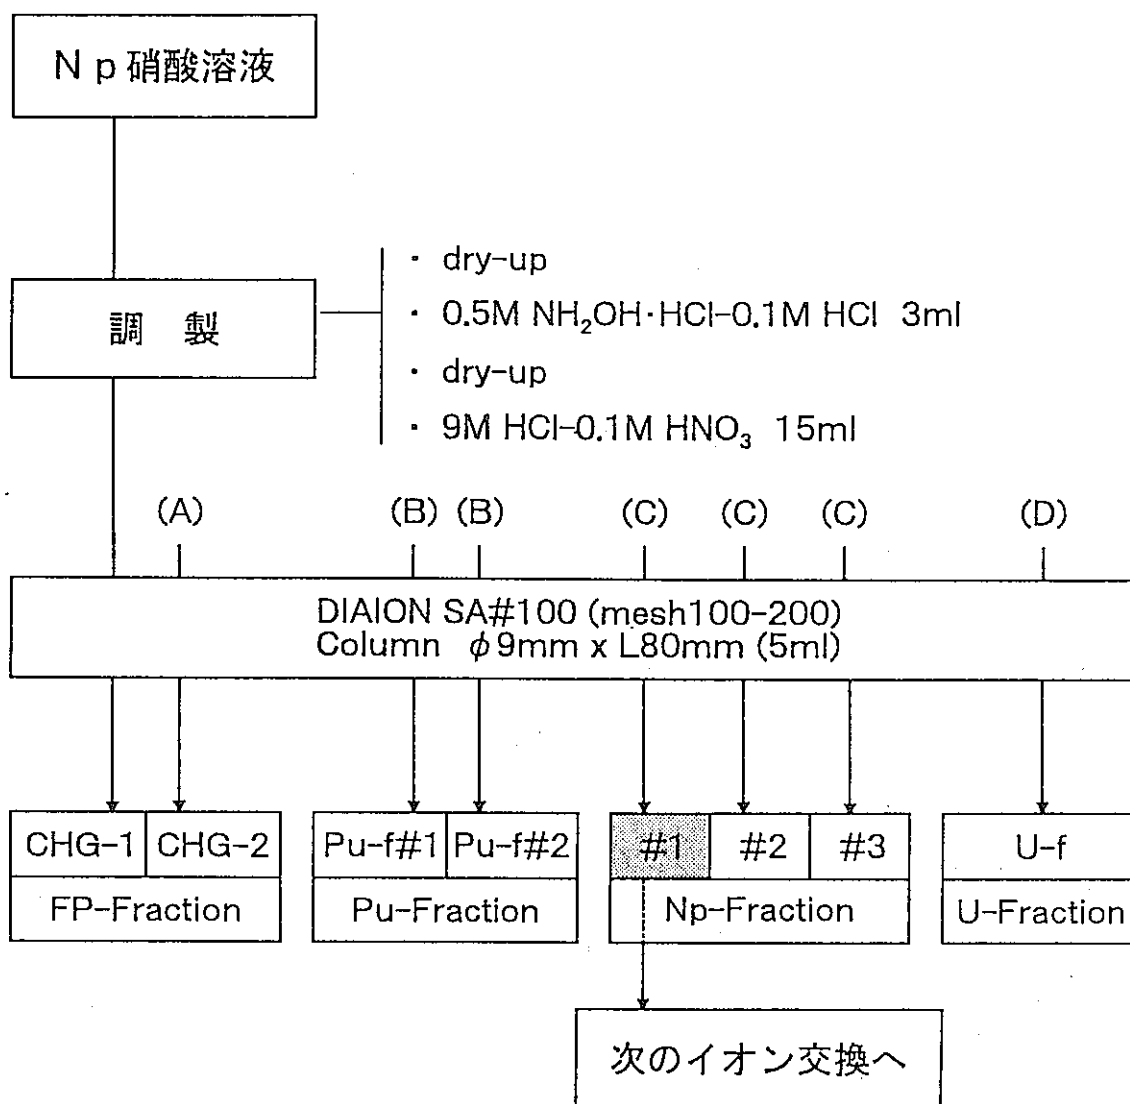 Np硝酸溶液
・ dry-up
・ 0.5M NH₂OH·HCl-0.1M HCl 3ml
調 製
・ dry-up
・ 9M HCl-0.1M HNO₃ 15ml
(A) (B) (B) (C) (C) (C) (D)
DIAION SA#100 (mesh100-200)
Column φ9mm x L80mm (5ml)
CHG-1 CHG-2 Pu-f#1 Pu-f#2 #1 #2 #3 U-f
FP-Fraction Pu-Fraction Np-Fraction U-Fraction
次のイオン交換へ